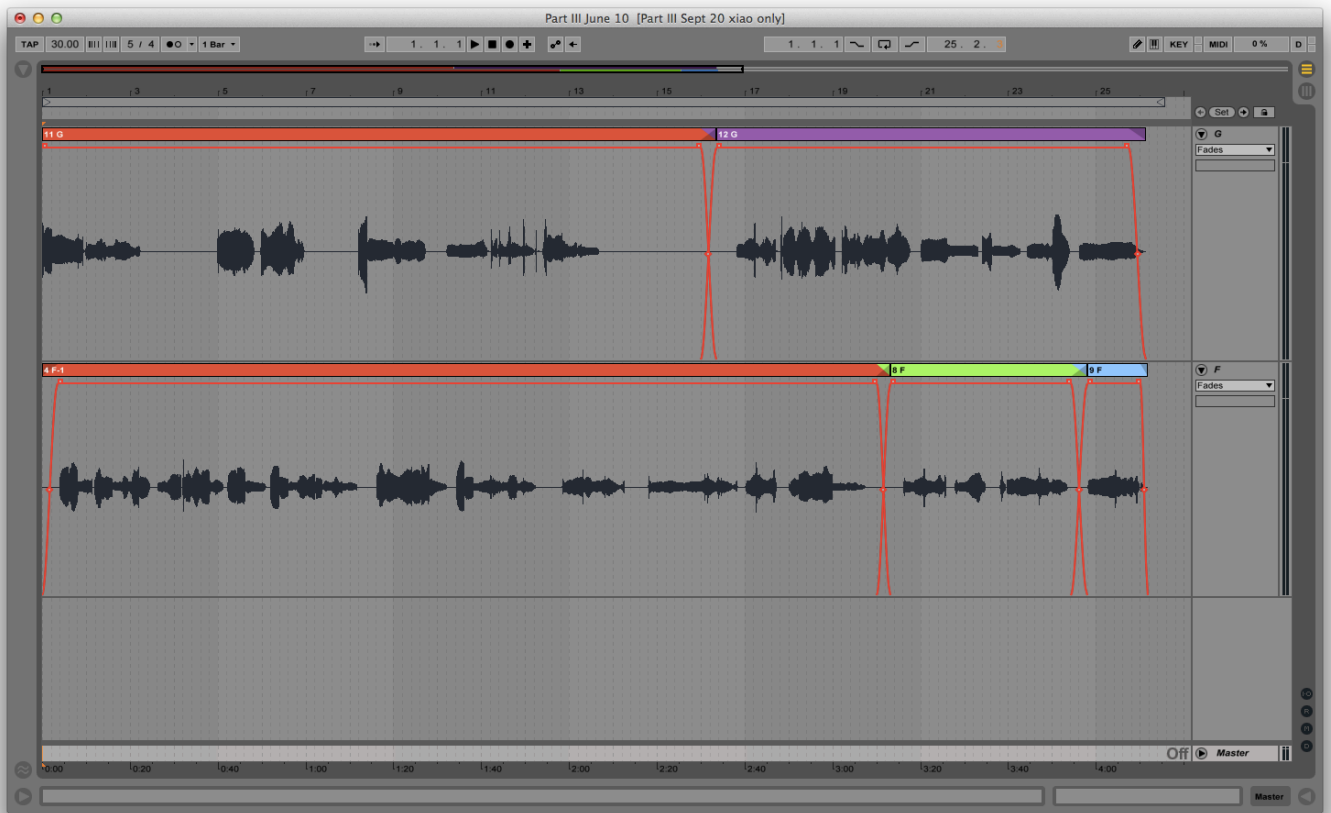 Part III June 10 [Part III Sept 20 xiao only]
TAP 30.00 5 / 4 1 Bar 1. 1. 1 1. 1. 1 25. 2. KEY MIDI 0 % D
1 3 5 7 9 11 13 15 17 19 21 23 25
Set
11 G 12 G G
Fades
4 F-1 8 F 9 F F
Fades
Off Master
0:00 0:20 0:40 1:00 1:20 1:40 2:00 2:20 2:40 3:00 3:20 3:40 4:00
Master